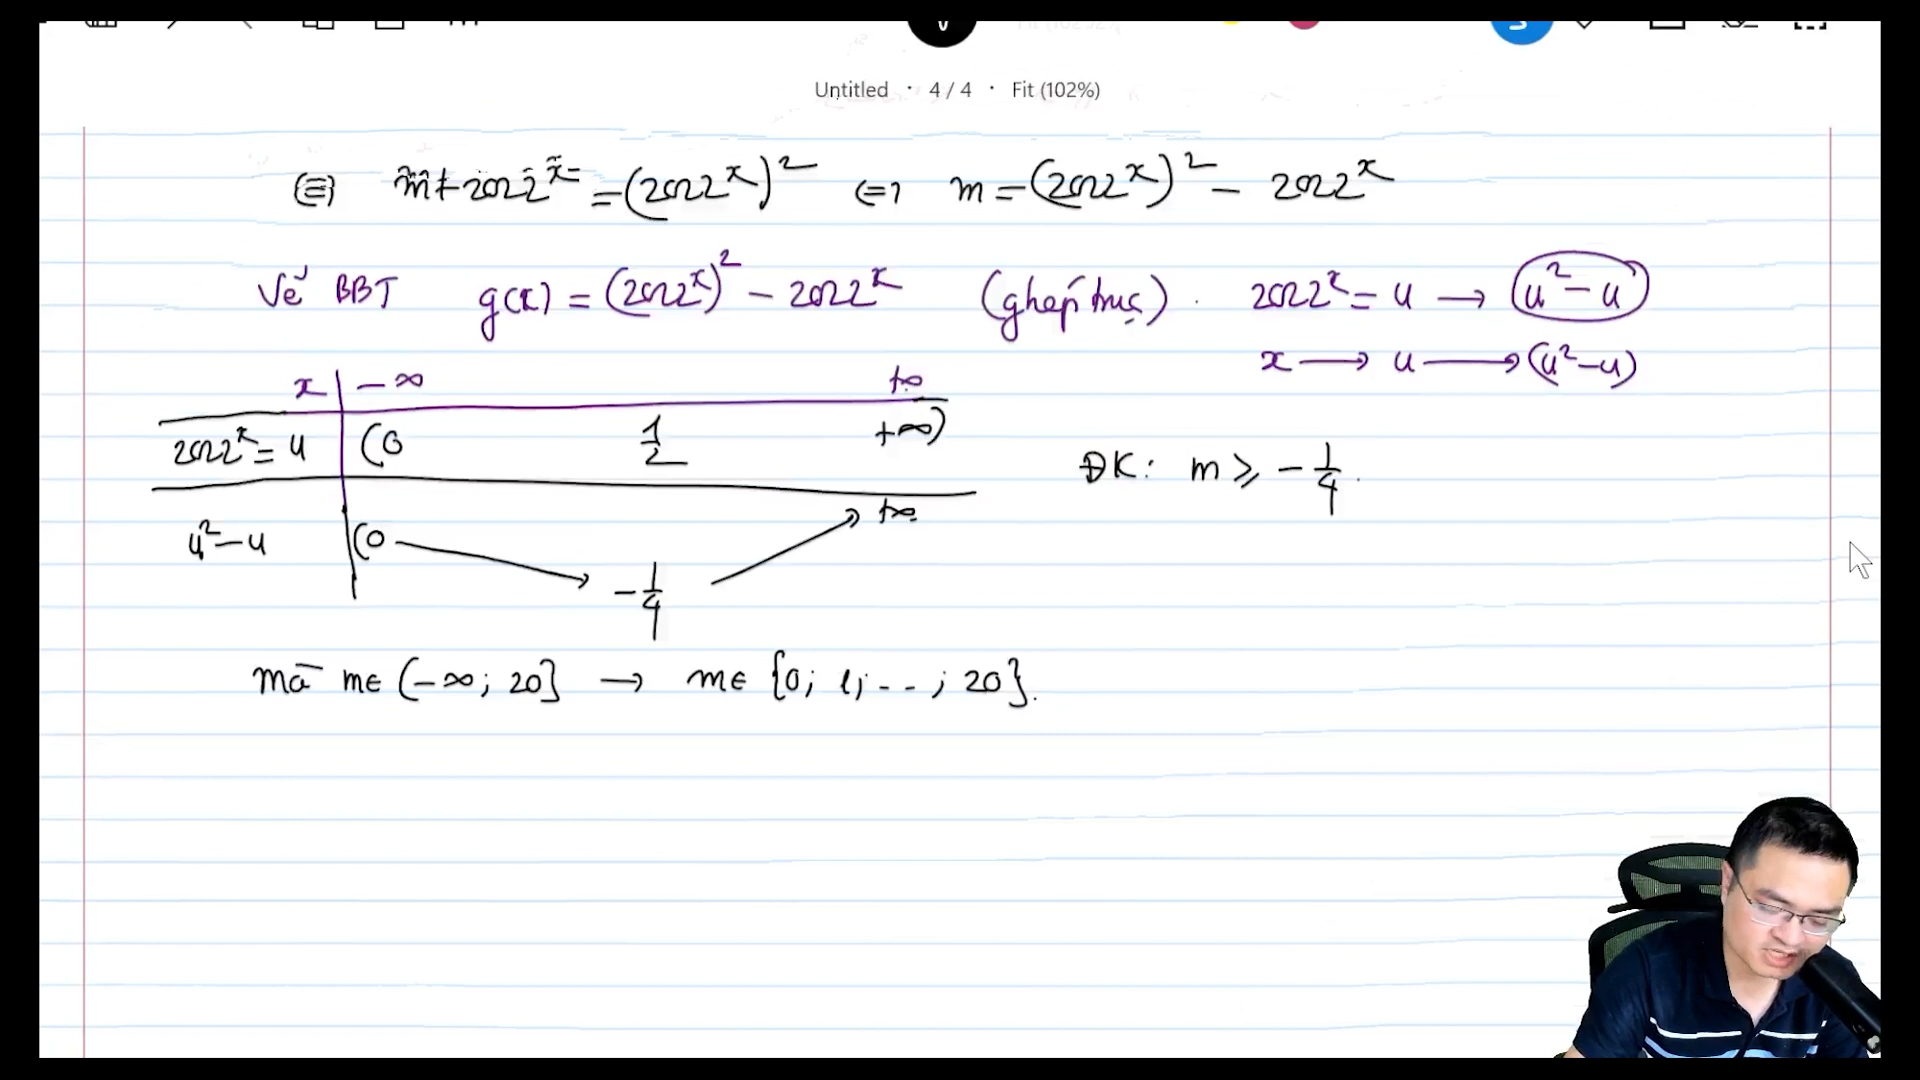 Untitled · 4 / 4 · Fit (102%)
⇔ m + 2022^x = (2022^x)^2 ⇔ m = (2022^x)^2 - 2022^x
Vẽ BBT g(x) = (2022^x)^2 - 2022^x (ghép trục). 2022^x = u → u^2 - u
x → u → (u^2 - u)
x -∞ +∞
2022^x = u (0 1/2 +∞)
ĐK: m ≥ -1/4.
u^2 - u (0 -1/4 +∞
mà m∈ (-∞; 20] → m∈ {0; 1; ...; 20}.